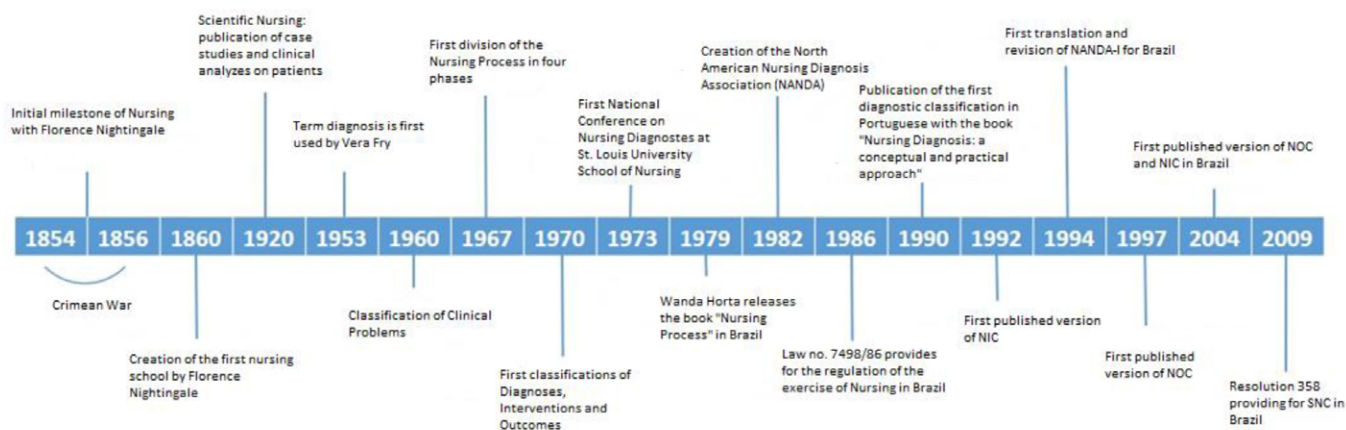 Scientific Nursing:
publication of case
studies and clinical
analyzes on patients
First division of the
Nursing Process in four
phases
Creation of the North
American Nursing Diagnosis
Association (NANDA)
First translation and
revision of NANDA-I for Brazil
Initial milestone of Nursing
with Florence Nightingale
Term diagnosis is first
used by Vera Fry
First National
Conference on
Nursing Diagnostes at
St. Louis University
School of Nursing
Publication of the first
diagnostic classification in
Portuguese with the book
"Nursing Diagnosis: a
conceptual and practical
approach"
First published version of NOC
and NIC in Brazil
1854 1856 1860 1920 1953 1960 1967 1970 1973 1979 1982 1986 1990 1992 1994 1997 2004 2009
Crimean War
Creation of the first nursing
school by Florence
Nightingale
Classification of Clinical
Problems
First classifications of
Diagnoses,
Interventions and
Outcomes
Wanda Horta releases
the book "Nursing
Process" in Brazil
Law no. 7498/86 provides
for the regulation of the
exercise of Nursing in Brazil
First published version
of NIC
First published
version of NOC
Resolution 358
providing for SNC in
Brazil